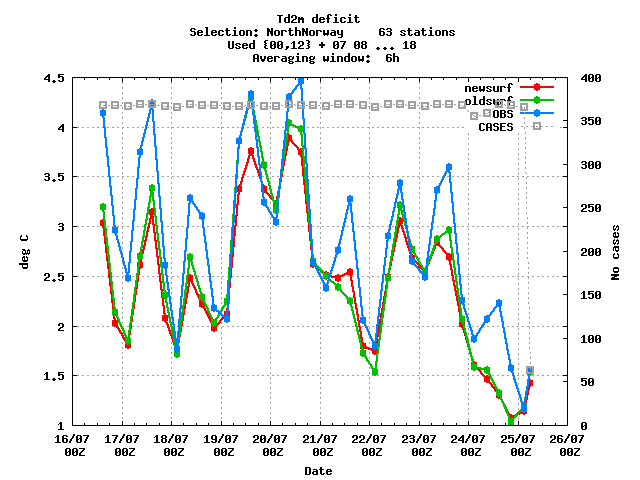 Td2m deficit
Selection: NorthNorway     63 stations
Used {00,12} + 07 08 ... 18
Averaging window:  6h
4.5
4
3.5
3
2.5
2
1.5
1
deg C
400
350
300
250
200
150
100
50
0
No cases
newsurf
oldsurf
OBS
CASES
16/07 17/07 18/07 19/07 20/07 21/07 22/07 23/07 24/07 25/07 26/07
00Z 00Z 00Z 00Z 00Z 00Z 00Z 00Z 00Z 00Z 00Z
Date